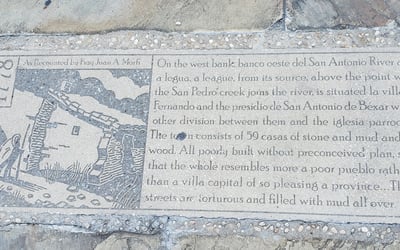 1778
As Recounted by Fray Juan A. Morfi
On the west bank, banco oeste del San Antonio River
a legua, a league, from its source, above the point
the San Pedro creek joins the river, is situated la
Fernando and the presidio de San Antonio de Béxar
other division between them and the iglesia
The town consists of 59 casas of stone and mud and
wood. All poorly built without preconceived plan,
that the whole resembles more a poor pueblo
than a villa capital of so pleasing a province...
streets are tortuous and filled with mud all over